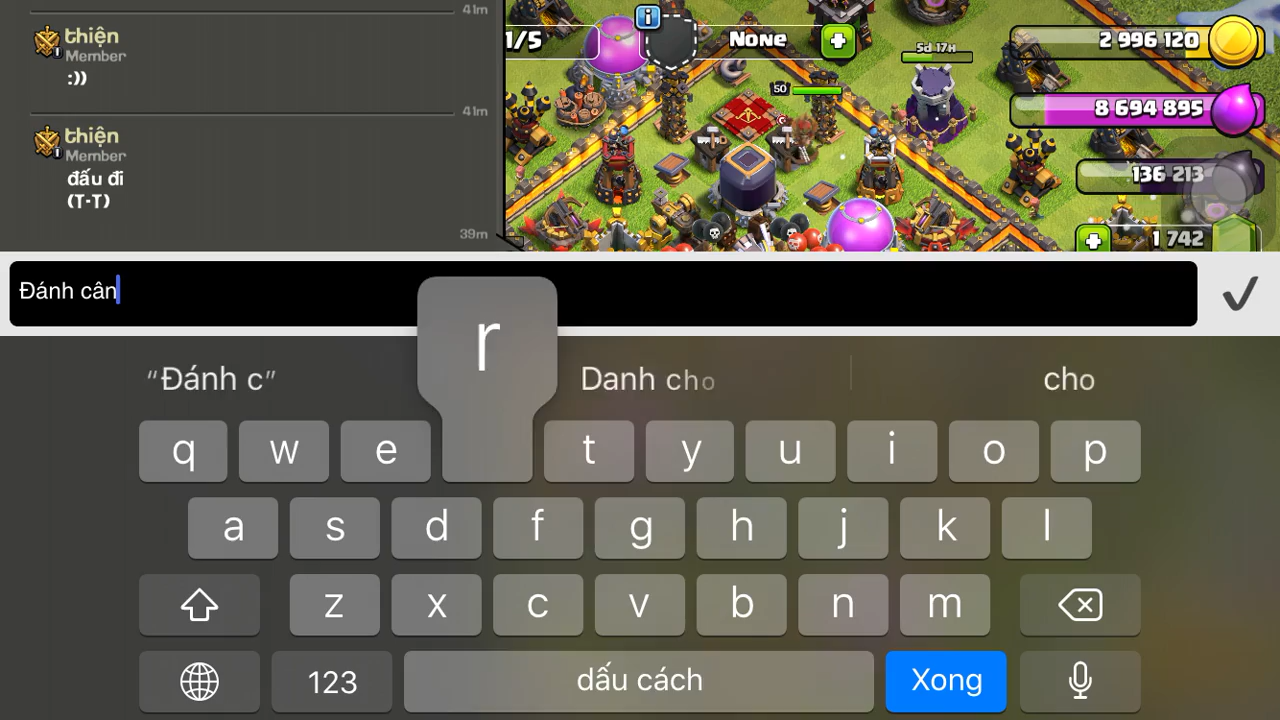 41m
thiện
Member
:))
41m
thiện
Member
đấu đi
(T-T)
39m
1/5
None
5d 17h
50
2 996 120
8 694 895
136 213
1 742
Đánh cân
r
“Đánh c”
Danh cho
cho
q w e t y u i o p
a s d f g h j k l
z x c v b n m
123
dấu cách
Xong